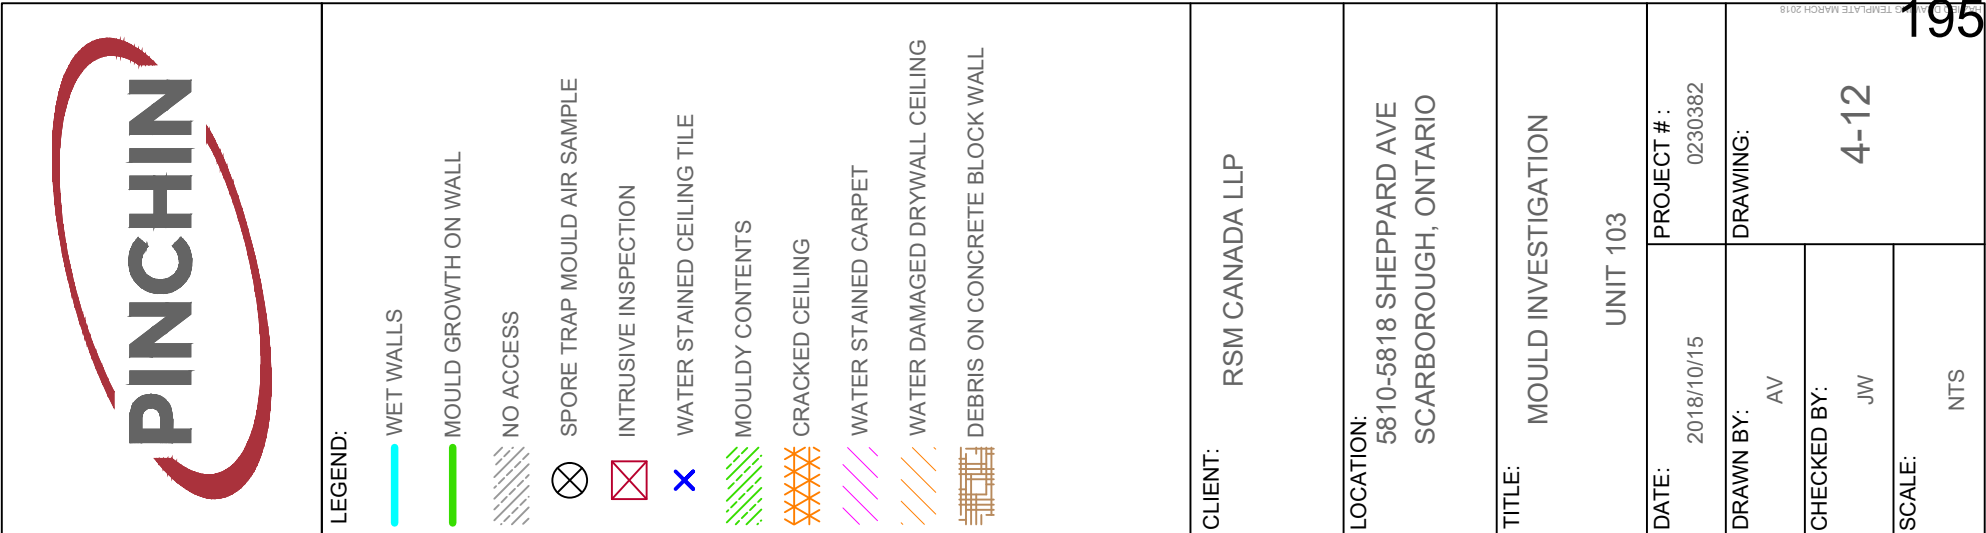 PINCHIN
LEGEND:
WET WALLS
MOULD GROWTH ON WALL
NO ACCESS
SPORE TRAP MOULD AIR SAMPLE
INTRUSIVE INSPECTION
WATER STAINED CEILING TILE
MOULDY CONTENTS
CRACKED CEILING
WATER STAINED CARPET
WATER DAMAGED DRYWALL CEILING
DEBRIS ON CONCRETE BLOCK WALL
CLIENT:
RSM CANADA LLP
LOCATION:
5810-5818 SHEPPARD AVE
SCARBOROUGH, ONTARIO
TITLE:
MOULD INVESTIGATION
UNIT 103
DATE:
2018/10/15
PROJECT # :
0230382
DRAWN BY:
AV
CHECKED BY:
JW
SCALE:
NTS
DRAWING:
4-12
TEMPLATE MARCH 2018
195